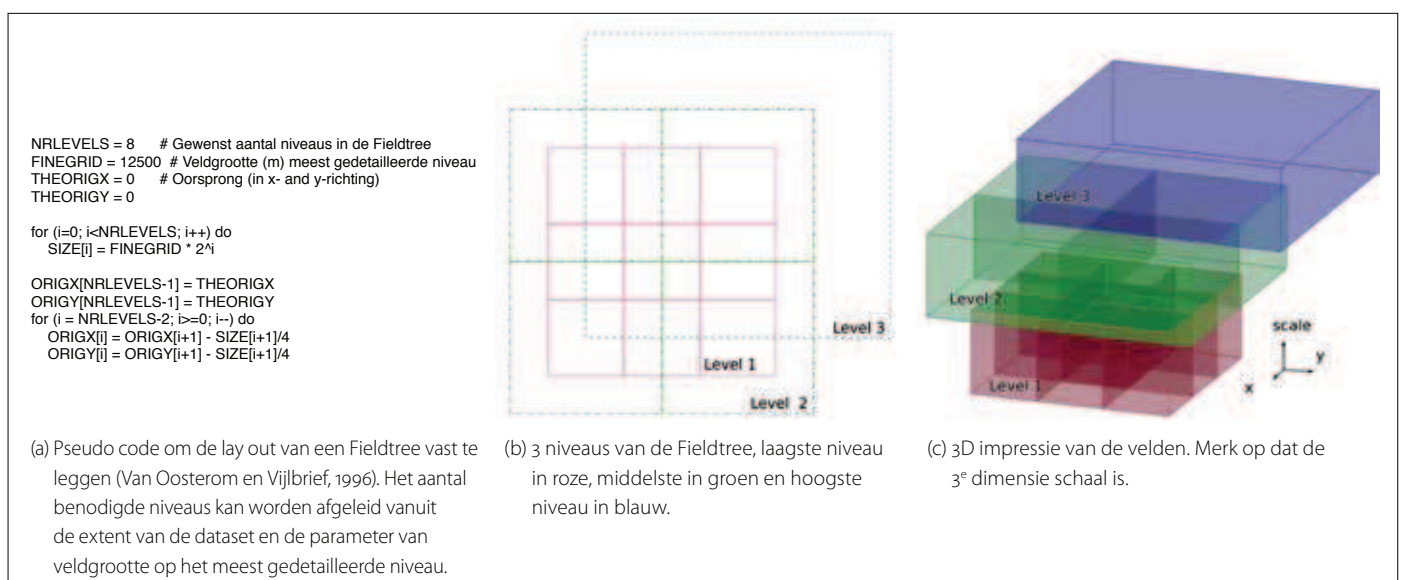 NRLEVELS = 8 # Gewenst aantal niveaus in de Fieldtree
FINEGRID = 12500 # Veldgrootte (m) meest gedetailleerde niveau
THEORIGX = 0 # Oorsprong (in x- and y-richting)
THEORIGY = 0
for (i=0; i<NRLEVELS; i++) do
SIZE[i] = FINEGRID * 2^i
ORIGX[NRLEVELS-1] = THEORIGX
ORIGY[NRLEVELS-1] = THEORIGY
for (i = NRLEVELS-2; i>=0; i--) do
ORIGX[i] = ORIGX[i+1] - SIZE[i+1]/4
ORIGY[i] = ORIGY[i+1] - SIZE[i+1]/4
(a) Pseudo code om de lay out van een Fieldtree vast te
leggen (Van Oosterom en Vijlbrief, 1996). Het aantal
benodigde niveaus kan worden afgeleid vanuit
de extent van de dataset en de parameter van
veldgrootte op het meest gedetailleerde niveau.
Level 3
Level 1
Level 2
(b) 3 niveaus van de Fieldtree, laagste niveau
in roze, middelste in groen en hoogste
niveau in blauw.
Level 3
Level 2
Level 1
scale
y
x
(c) 3D impressie van de velden. Merk op dat de
3e dimensie schaal is.